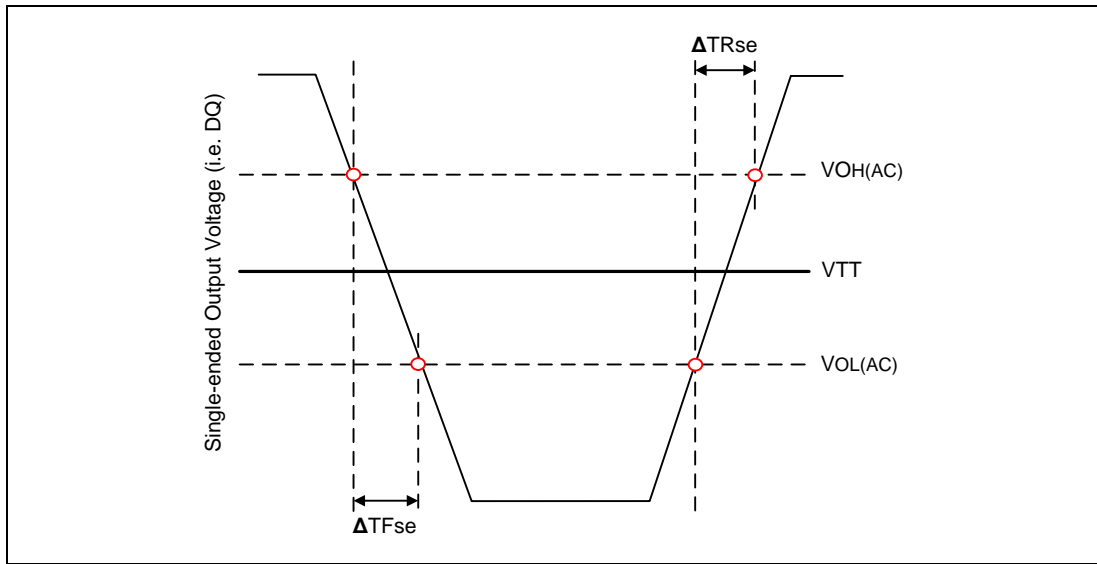 ΔTRse
Single-ended Output Voltage (i.e. DQ)
VOH(AC)
VTT
VOL(AC)
ΔTFse